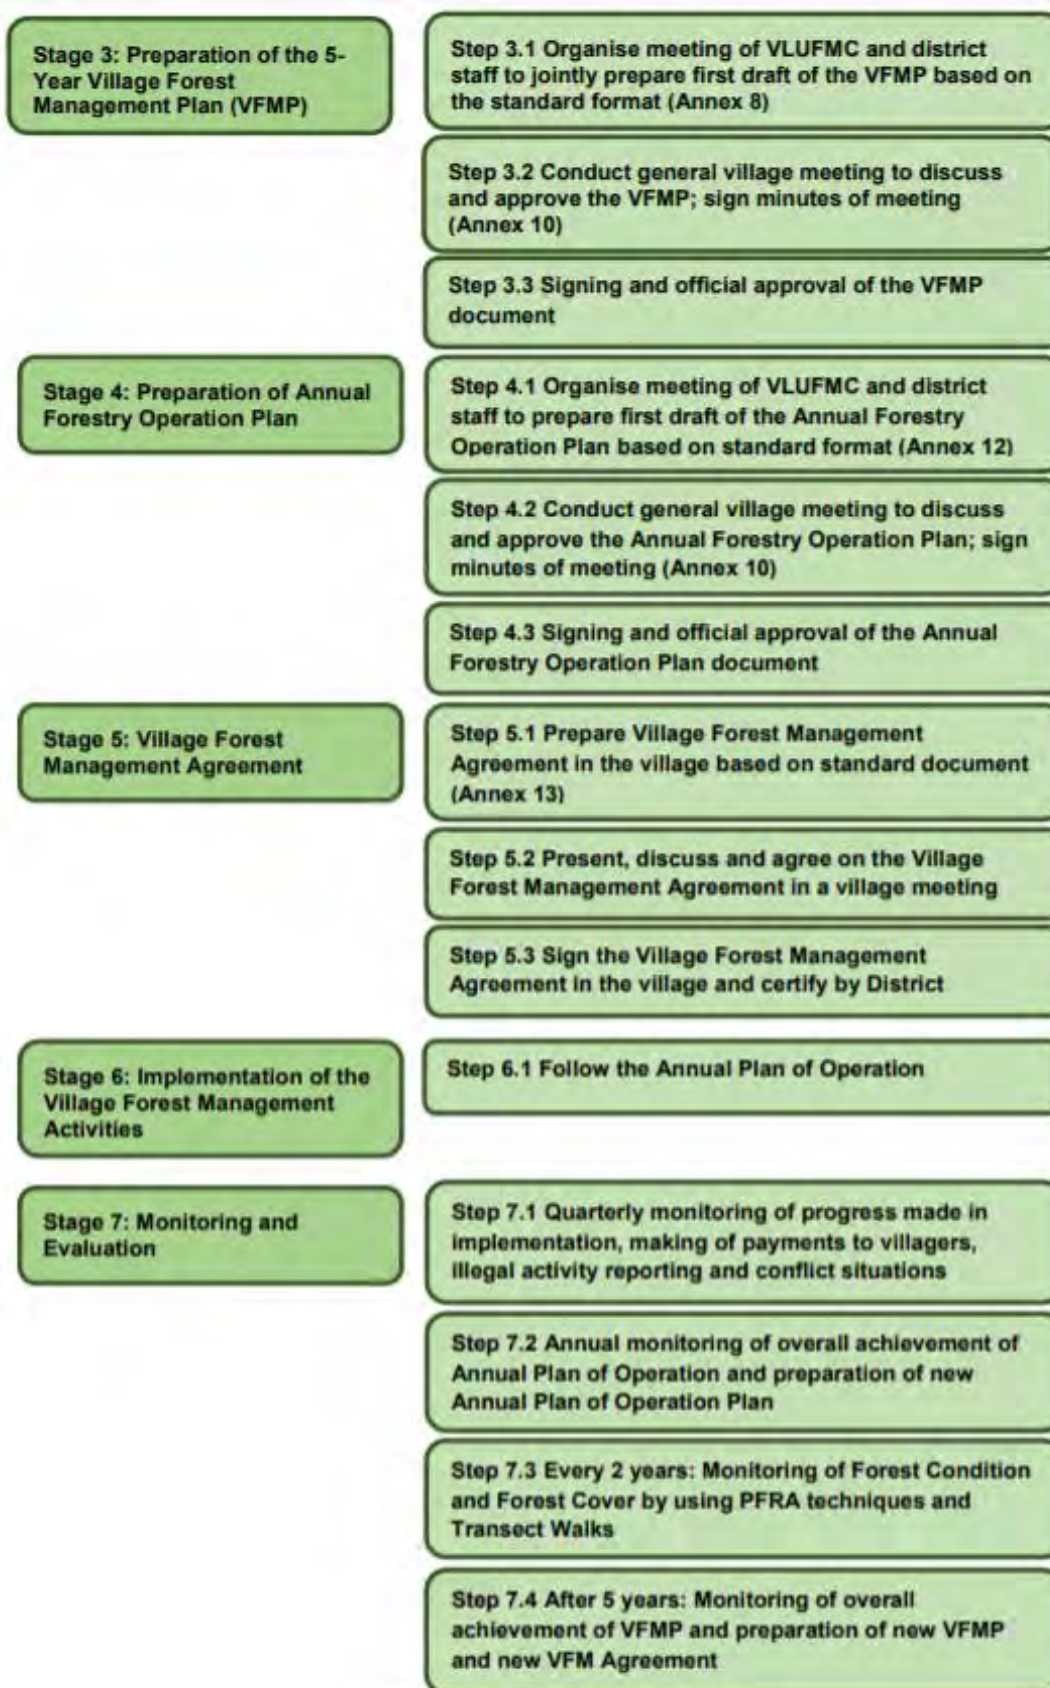 Stage 3: Preparation of the 5-
Year Village Forest
Management Plan (VFMP)
Step 3.1 Organise meeting of VLUFMC and district
staff to jointly prepare first draft of the VFMP based on
the standard format (Annex 8)
Step 3.2 Conduct general village meeting to discuss
and approve the VFMP; sign minutes of meeting
(Annex 10)
Step 3.3 Signing and official approval of the VFMP
document
Stage 4: Preparation of Annual
Forestry Operation Plan
Step 4.1 Organise meeting of VLUFMC and district
staff to prepare first draft of the Annual Forestry
Operation Plan based on standard format (Annex 12)
Step 4.2 Conduct general village meeting to discuss
and approve the Annual Forestry Operation Plan; sign
minutes of meeting (Annex 10)
Step 4.3 Signing and official approval of the Annual
Forestry Operation Plan document
Stage 5: Village Forest
Management Agreement
Step 5.1 Prepare Village Forest Management
Agreement in the village based on standard document
(Annex 13)
Step 5.2 Present, discuss and agree on the Village
Forest Management Agreement in a village meeting
Step 5.3 Sign the Village Forest Management
Agreement in the village and certify by District
Stage 6: Implementation of the
Village Forest Management
Activities
Step 6.1 Follow the Annual Plan of Operation
Stage 7: Monitoring and
Evaluation
Step 7.1 Quarterly monitoring of progress made in
implementation, making of payments to villagers,
illegal activity reporting and conflict situations
Step 7.2 Annual monitoring of overall achievement of
Annual Plan of Operation and preparation of new
Annual Plan of Operation Plan
Step 7.3 Every 2 years: Monitoring of Forest Condition
and Forest Cover by using PFRA techniques and
Transect Walks
Step 7.4 After 5 years: Monitoring of overall
achievement of VFMP and preparation of new VFMP
and new VFM Agreement